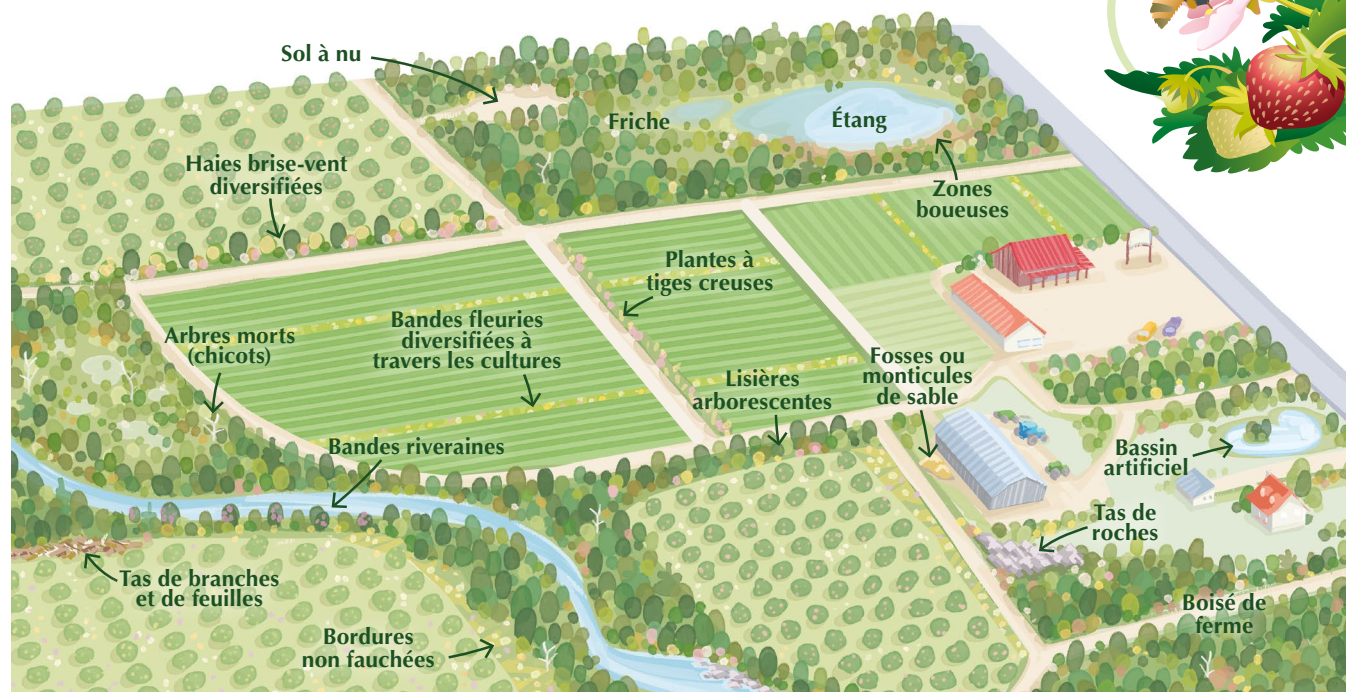 Sol à nu
Friche
Étang
Haies brise-vent
diversifiées
Zones
boueuses
Plantes à
tiges creuses
Arbres morts
(chicots)
Bandes fleuries
diversifiées à
travers les cultures
Fosses ou
monticules
de sable
Lisières
arborescentes
Bandes riveraines
Bassin
artificiel
Tas de
roches
Tas de branches
et de feuilles
Boisé de
ferme
Bordures
non fauchées